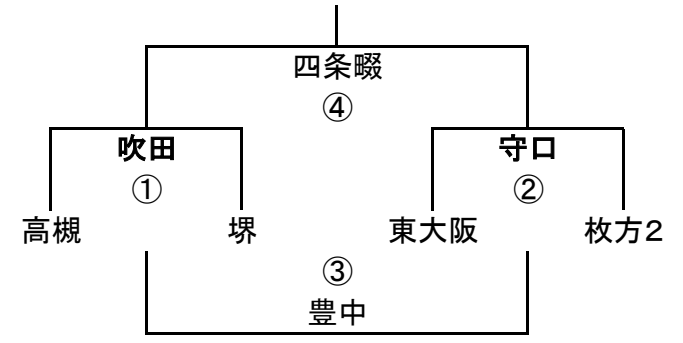 四条畷
④
吹田 守口
① ②
高槻 堺 東大阪 枚方2
③
豊中